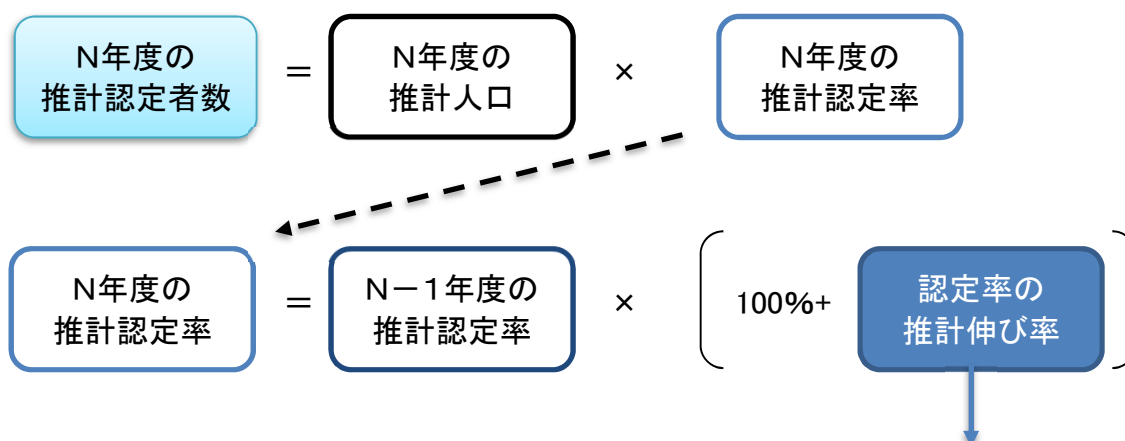 N年度の
推計認定者数
＝
N年度の
推計人口
×
N年度の
推計認定率
N年度の
推計認定率
＝
N－1年度の
推計認定率
×
100%+
認定率の
推計伸び率